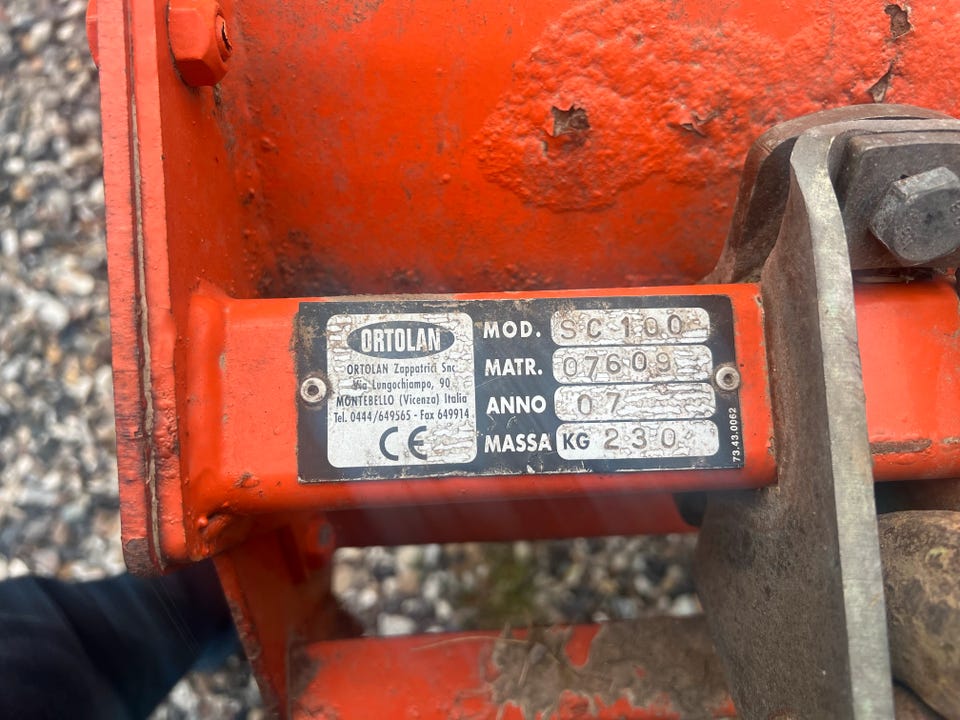 ORTOLAN
ORTOLAN Zappatrici Snc
Via Lungochiampo, 90
MONTEBELLO (Vicenza) Italia
Tel. 0444/649565 - Fax 649914
CE
MOD. SC100
MATR. 07609
ANNO 07
MASSA KG 230
73.43.0062